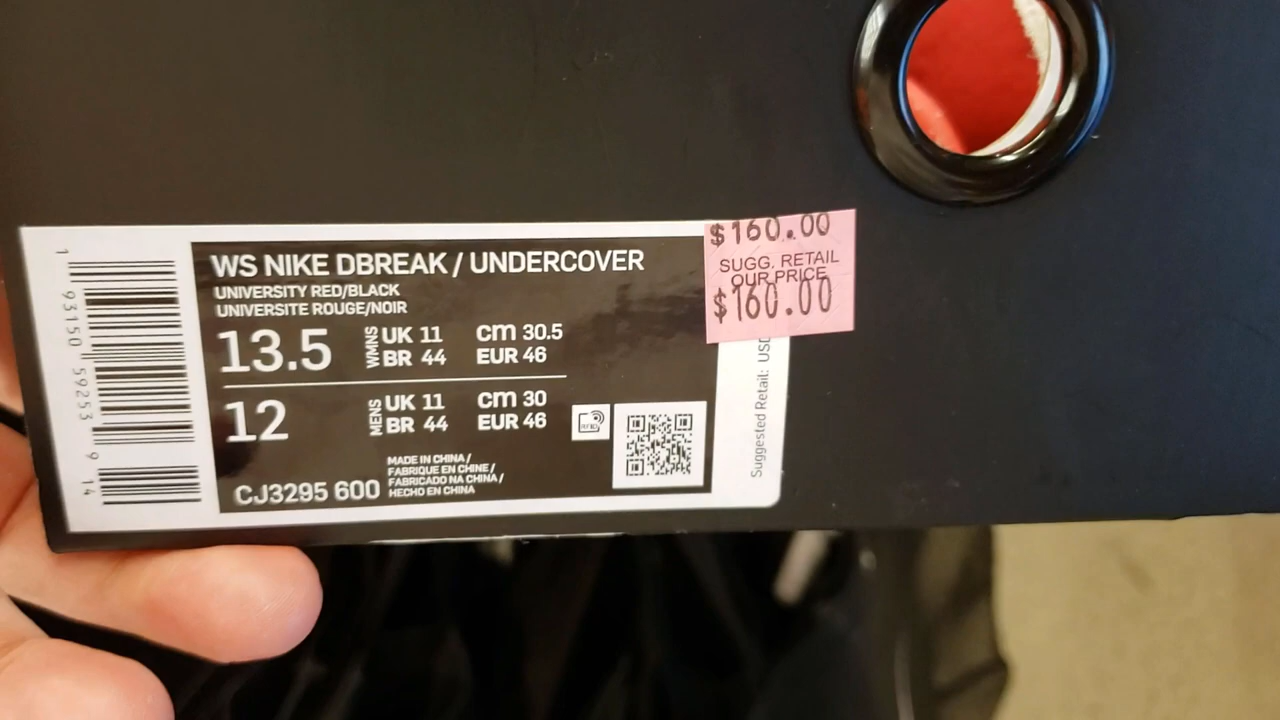 WS NIKE DBREAK / UNDERCOVER
UNIVERSITY RED/BLACK
UNIVERSITE ROUGE/NOIR
13.5 WMNS UK 11 cm 30.5
BR 44 EUR 46
12 MENS UK 11 cm 30
BR 44 EUR 46
RFID
MADE IN CHINA /
FABRIQUE EN CHINE /
FABRICADO NA CHINA /
HECHO EN CHINA
CJ3295 600
1 93150 59253 9 14
$160.00
SUGG. RETAIL
OUR PRICE
$160.00
Suggested Retail: USD